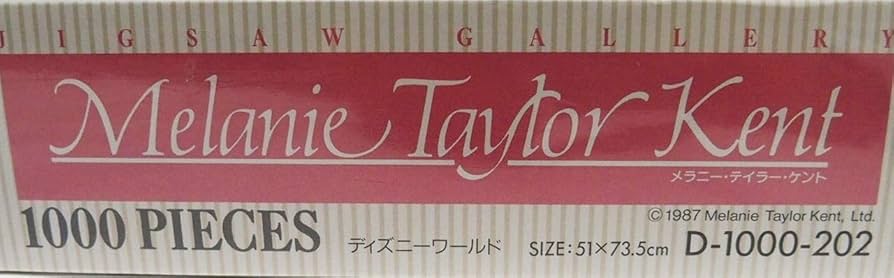 JIGSAW GALLERY
Melanie Taylor Kent
メラニー・テイラー・ケント
©1987 Melanie Taylor Kent, Ltd.
1000 PIECES ディズニーワールド SIZE:51×73.5cm D-1000-202